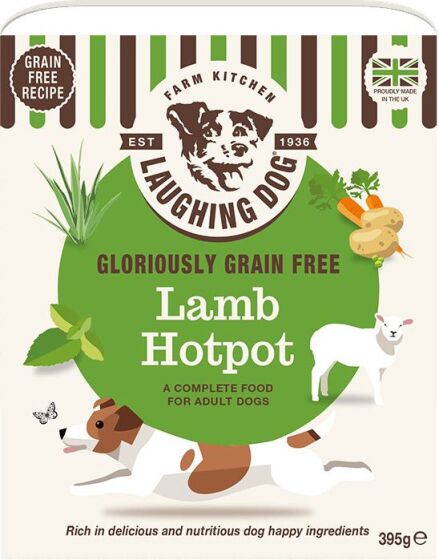 GRAIN
FREE
RECIPE
FARM KITCHEN
EST 1936
LAUGHING DOG
PROUDLY MADE
IN THE UK
GLORIOUSLY GRAIN FREE
Lamb
Hotpot
A COMPLETE FOOD
FOR ADULT DOGS
Rich in delicious and nutritious dog happy ingredients
395g ℮